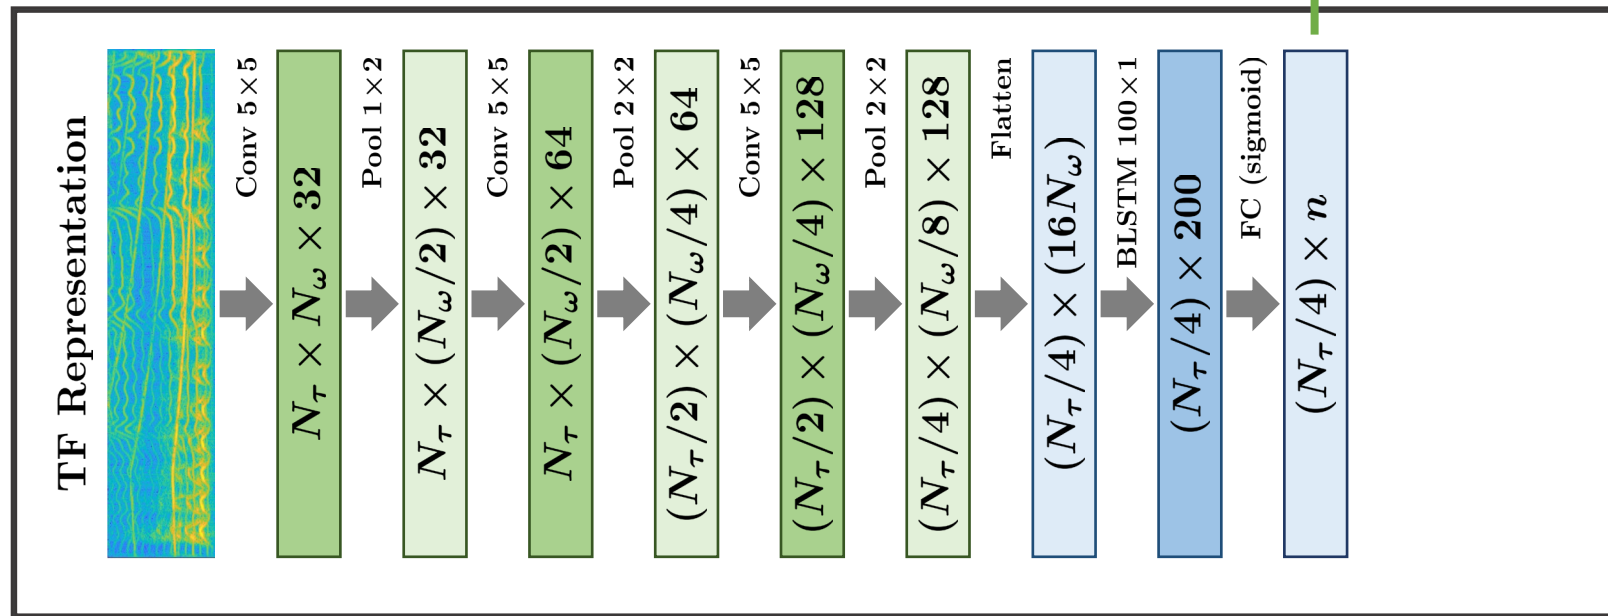 TF Representation
Conv 5×5
N_τ × N_ω × 32
Pool 1×2
N_τ × (N_ω/2) × 32
Conv 5×5
N_τ × (N_ω/2) × 64
Pool 2×2
(N_τ/2) × (N_ω/4) × 64
Conv 5×5
(N_τ/2) × (N_ω/4) × 128
Pool 2×2
(N_τ/4) × (N_ω/8) × 128
Flatten
(N_τ/4) × (16N_ω)
BLSTM 100×1
(N_τ/4) × 200
FC (sigmoid)
(N_τ/4) × n